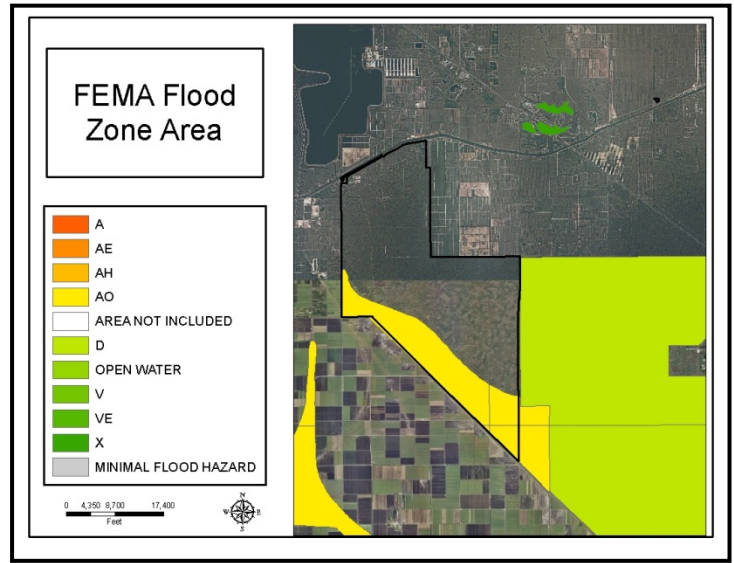 FEMA Flood
Zone Area
A
AE
AH
AO
AREA NOT INCLUDED
D
OPEN WATER
V
VE
X
MINIMAL FLOOD HAZARD
0 4,350 8,700 17,400
Feet
N
W E
S